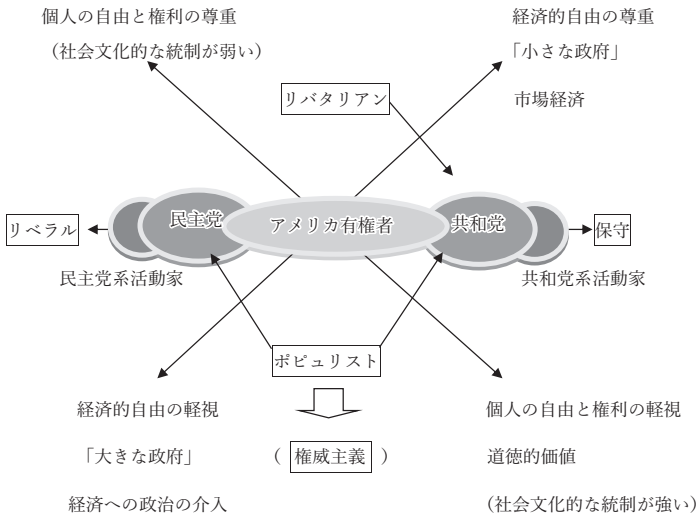 個人の自由と権利の尊重
（社会文化的な統制が弱い）
経済的自由の尊重
「小さな政府」
市場経済
リバタリアン
リベラル
民主党
アメリカ有権者
共和党
保守
民主党系活動家
共和党系活動家
ポピュリスト
経済的自由の軽視
「大きな政府」
経済への政治の介入
（権威主義）
個人の自由と権利の軽視
道徳的価値
（社会文化的な統制が強い）